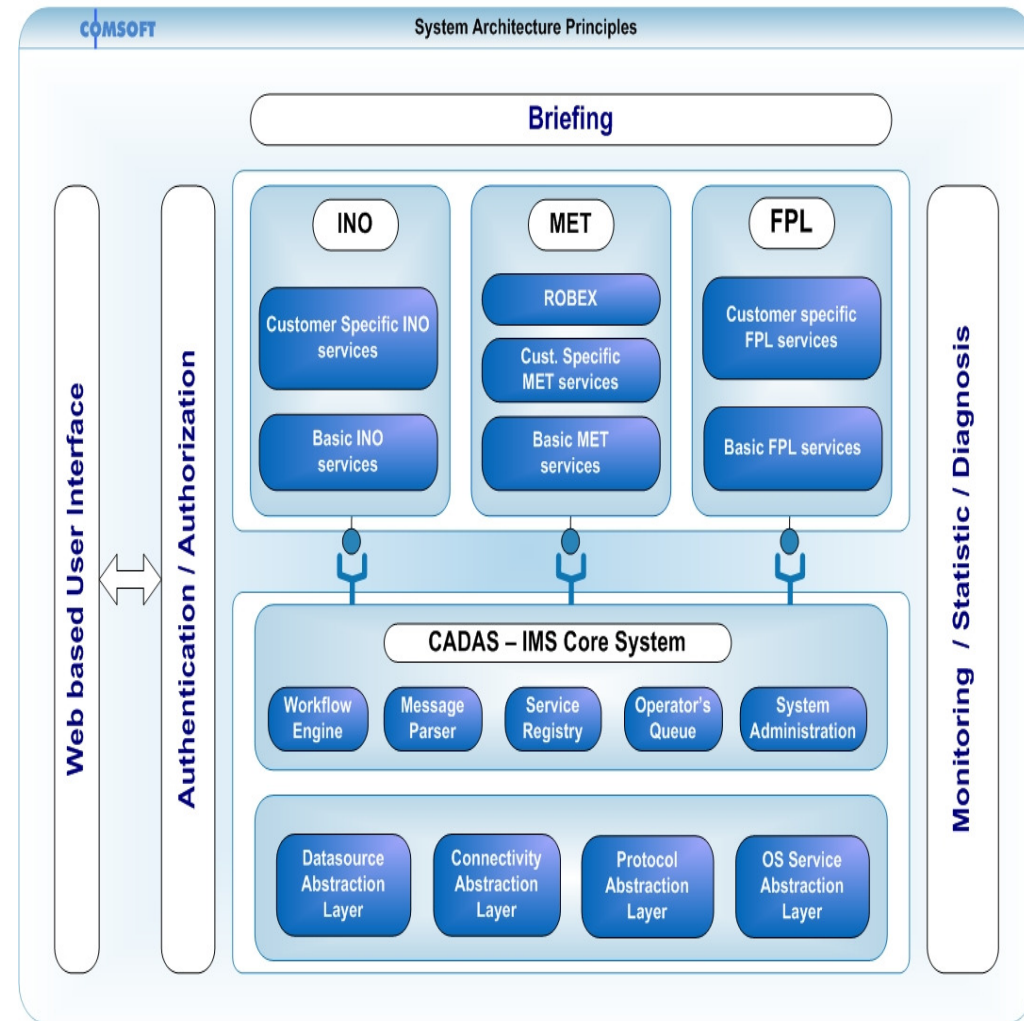 COMSOFT
System Architecture Principles
Briefing
Web based User Interface
Authentication / Authorization
INO
Customer Specific INO
services
Basic INO
services
MET
ROBEX
Cust. Specific
MET services
Basic MET
services
FPL
Customer specific
FPL services
Basic FPL services
CADAS – IMS Core System
Workflow
Engine
Message
Parser
Service
Registry
Operator's
Queue
System
Administration
Datasource
Abstraction
Layer
Connectivity
Abstraction
Layer
Protocol
Abstraction
Layer
OS Service
Abstraction
Layer
Monitoring / Statistic / Diagnosis